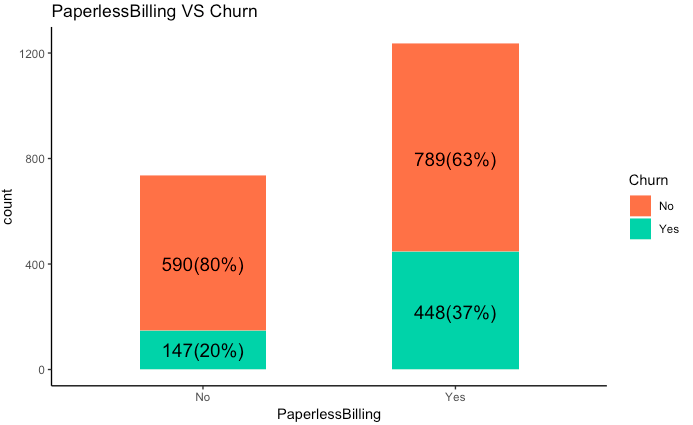 PaperlessBilling VS Churn
1200
800
400
0
count
789(63%)
590(80%)
448(37%)
147(20%)
No
Yes
PaperlessBilling
Churn
No
Yes